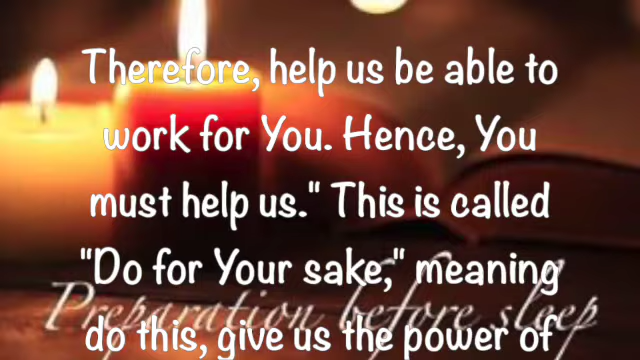 Therefore, help us be able to
work for You. Hence, You
must help us." This is called
"Do for Your sake," meaning
Preparation before sleep
do this, give us the power of